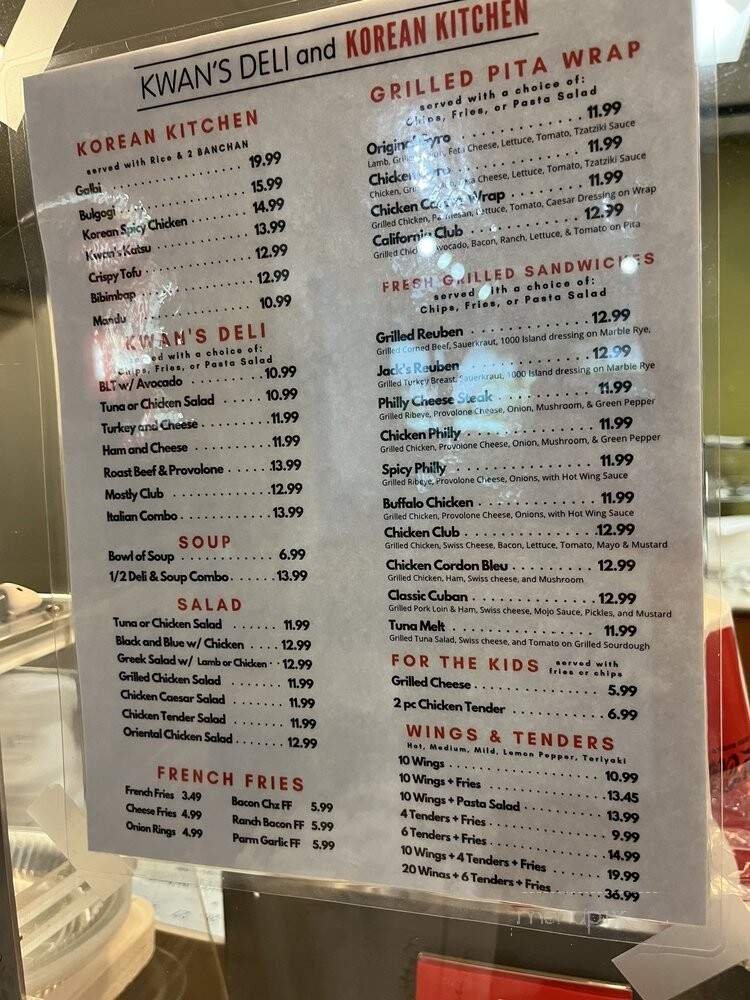 KWAN'S DELI and KOREAN KITCHEN
KOREAN KITCHEN
served with Rice & 2 BANCHAN
Galbi 19.99
Bulgogi 15.99
Korean Spicy Chicken 14.99
Kwan's Katsu 13.99
Crispy Tofu 12.99
Bibimbap 12.99
Mandu 10.99
KWAN'S DELI
served with a choice of:
Chips, Fries, or Pasta Salad
BLT w/ Avocado 10.99
Tuna or Chicken Salad 10.99
Turkey and Cheese 11.99
Ham and Cheese 11.99
Roast Beef & Provolone 13.99
Mostly Club 12.99
Italian Combo 13.99
SOUP
Bowl of Soup 6.99
1/2 Deli & Soup Combo 13.99
SALAD
Tuna or Chicken Salad 11.99
Black and Blue w/ Chicken 12.99
Greek Salad w/ Lamb or Chicken 12.99
Grilled Chicken Salad 11.99
Chicken Caesar Salad 11.99
Chicken Tender Salad 11.99
Oriental Chicken Salad 12.99
FRENCH FRIES
French Fries 3.49
Cheese Fries 4.99
Onion Rings 4.99
Bacon Chz FF 5.99
Ranch Bacon FF 5.99
Parm Garlic FF 5.99
GRILLED PITA WRAP
served with a choice of:
Chips, Fries, or Pasta Salad
Original Gyro 11.99
Lamb, Feta Cheese, Lettuce, Tomato, Tzatziki Sauce
Chicken Gyro 11.99
Chicken, Feta Cheese, Lettuce, Tomato, Tzatziki Sauce
Chicken Caesar Wrap 11.99
Grilled Chicken, Parmesan, Lettuce, Tomato, Caesar Dressing on Wrap
California Club 12.99
Grilled Chicken, Avocado, Bacon, Ranch, Lettuce, & Tomato on Pita
FRESH GRILLED SANDWICHES
served with a choice of:
Chips, Fries, or Pasta Salad
Grilled Reuben 12.99
Grilled Corned Beef, Sauerkraut, 1000 Island dressing on Marble Rye,
Jack's Reuben 12.99
Grilled Turkey Breast, Sauerkraut, 1000 Island dressing on Marble Rye
Philly Cheese Steak 11.99
Grilled Ribeye, Provolone Cheese, Onion, Mushroom, & Green Pepper
Chicken Philly 11.99
Grilled Chicken, Provolone Cheese, Onion, Mushroom, & Green Pepper
Spicy Philly 11.99
Grilled Ribeye, Provolone Cheese, Onions, with Hot Wing Sauce
Buffalo Chicken 11.99
Grilled Chicken, Provolone Cheese, Onions, with Hot Wing Sauce
Chicken Club 12.99
Grilled Chicken, Swiss Cheese, Bacon, Lettuce, Tomato, Mayo & Mustard
Chicken Cordon Bleu 12.99
Grilled Chicken, Ham, Swiss cheese, and Mushroom
Classic Cuban 12.99
Grilled Pork Loin & Ham, Swiss cheese, Mojo Sauce, Pickles, and Mustard
Tuna Melt 11.99
Grilled Tuna Salad, Swiss cheese, and Tomato on Grilled Sourdough
FOR THE KIDS served with
fries or chips
Grilled Cheese 5.99
2 pc Chicken Tender 6.99
WINGS & TENDERS
Hot, Medium, Mild, Lemon Pepper, Teriyaki
10 Wings 10.99
10 Wings + Fries 13.45
10 Wings + Pasta Salad 13.99
4 Tenders + Fries 9.99
6 Tenders + Fries 14.99
10 Wings + 4 Tenders + Fries 19.99
20 Wings + 6 Tenders + Fries 36.99